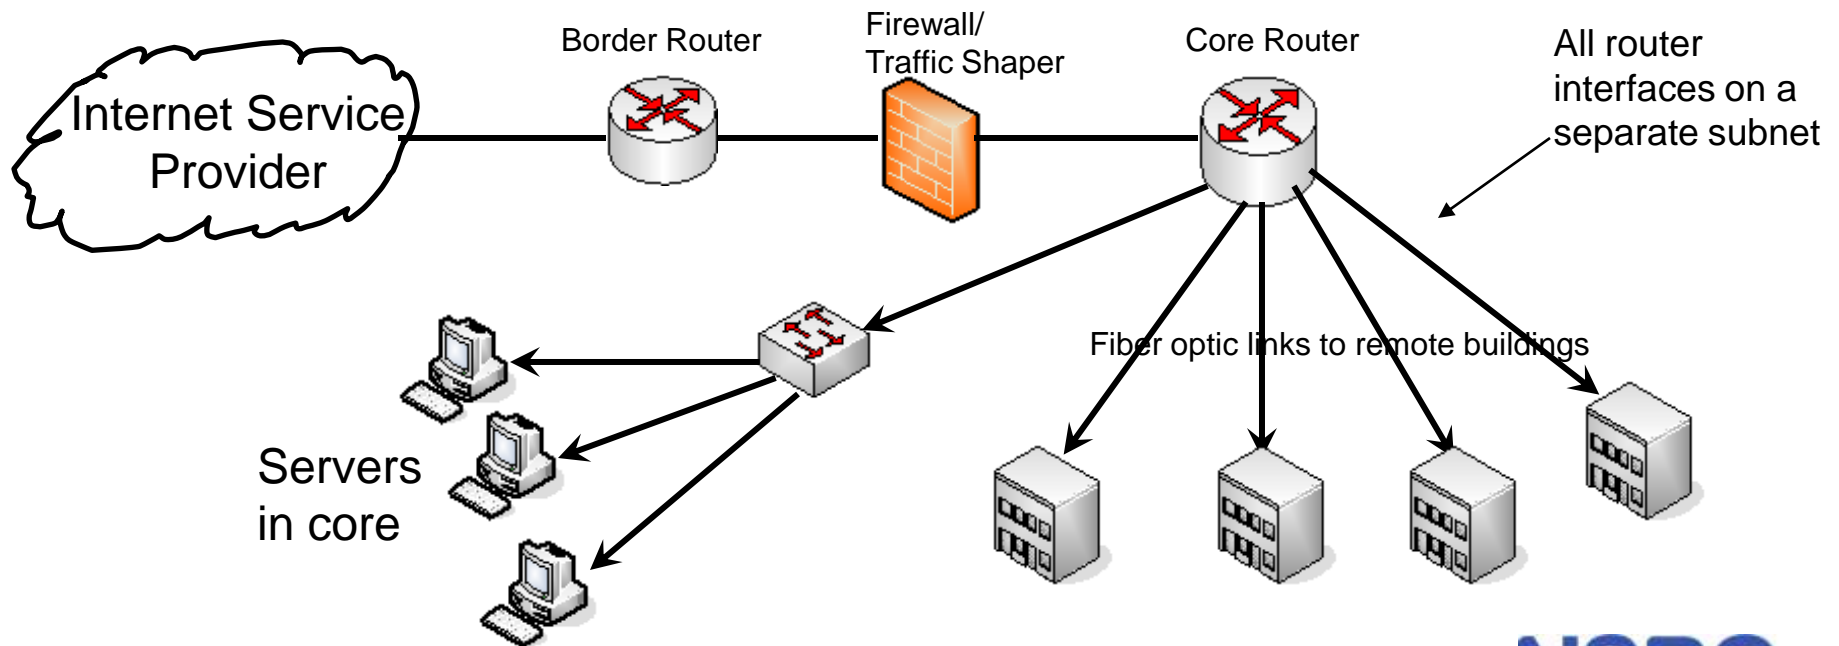 Firewall/
Traffic Shaper
Border Router
Core Router
All router
interfaces on a
separate subnet
Internet Service
Provider
Fiber optic links to remote buildings
Servers
in core